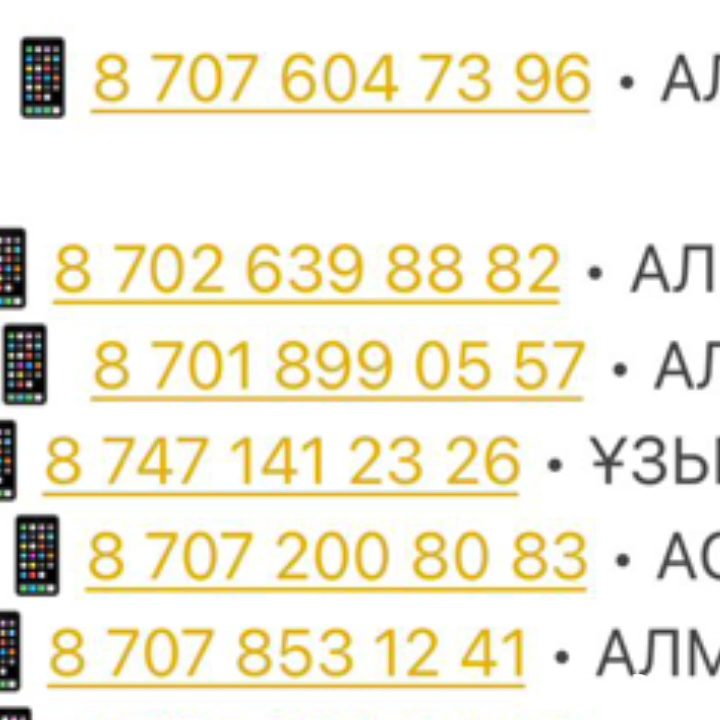 8 707 604 73 96 • АЛ
8 702 639 88 82 • АЛ
8 701 899 05 57 • АЛ
8 747 141 23 26 • ҰЗЫ
8 707 200 80 83 • АС
8 707 853 12 41 • АЛМ